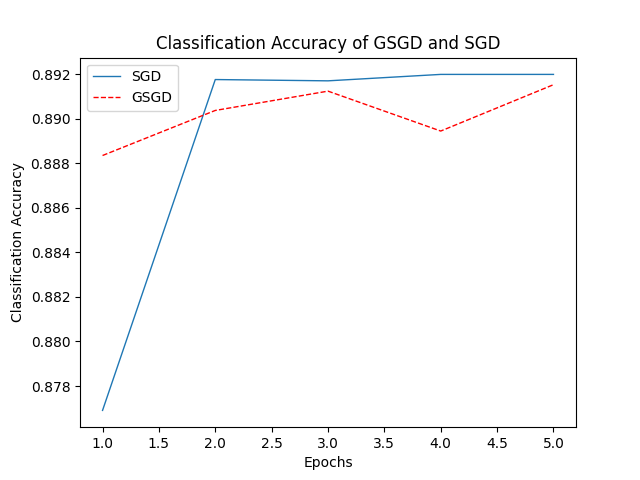 Classification Accuracy of GSGD and SGD
SGD
GSGD
0.892
0.890
0.888
0.886
0.884
0.882
0.880
0.878
Classification Accuracy
1.0 1.5 2.0 2.5 3.0 3.5 4.0 4.5 5.0
Epochs